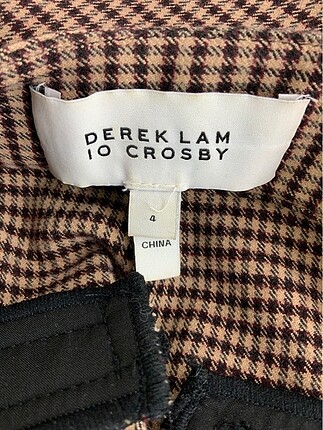 DEREK LAM
10 CROSBY
4
CHINA